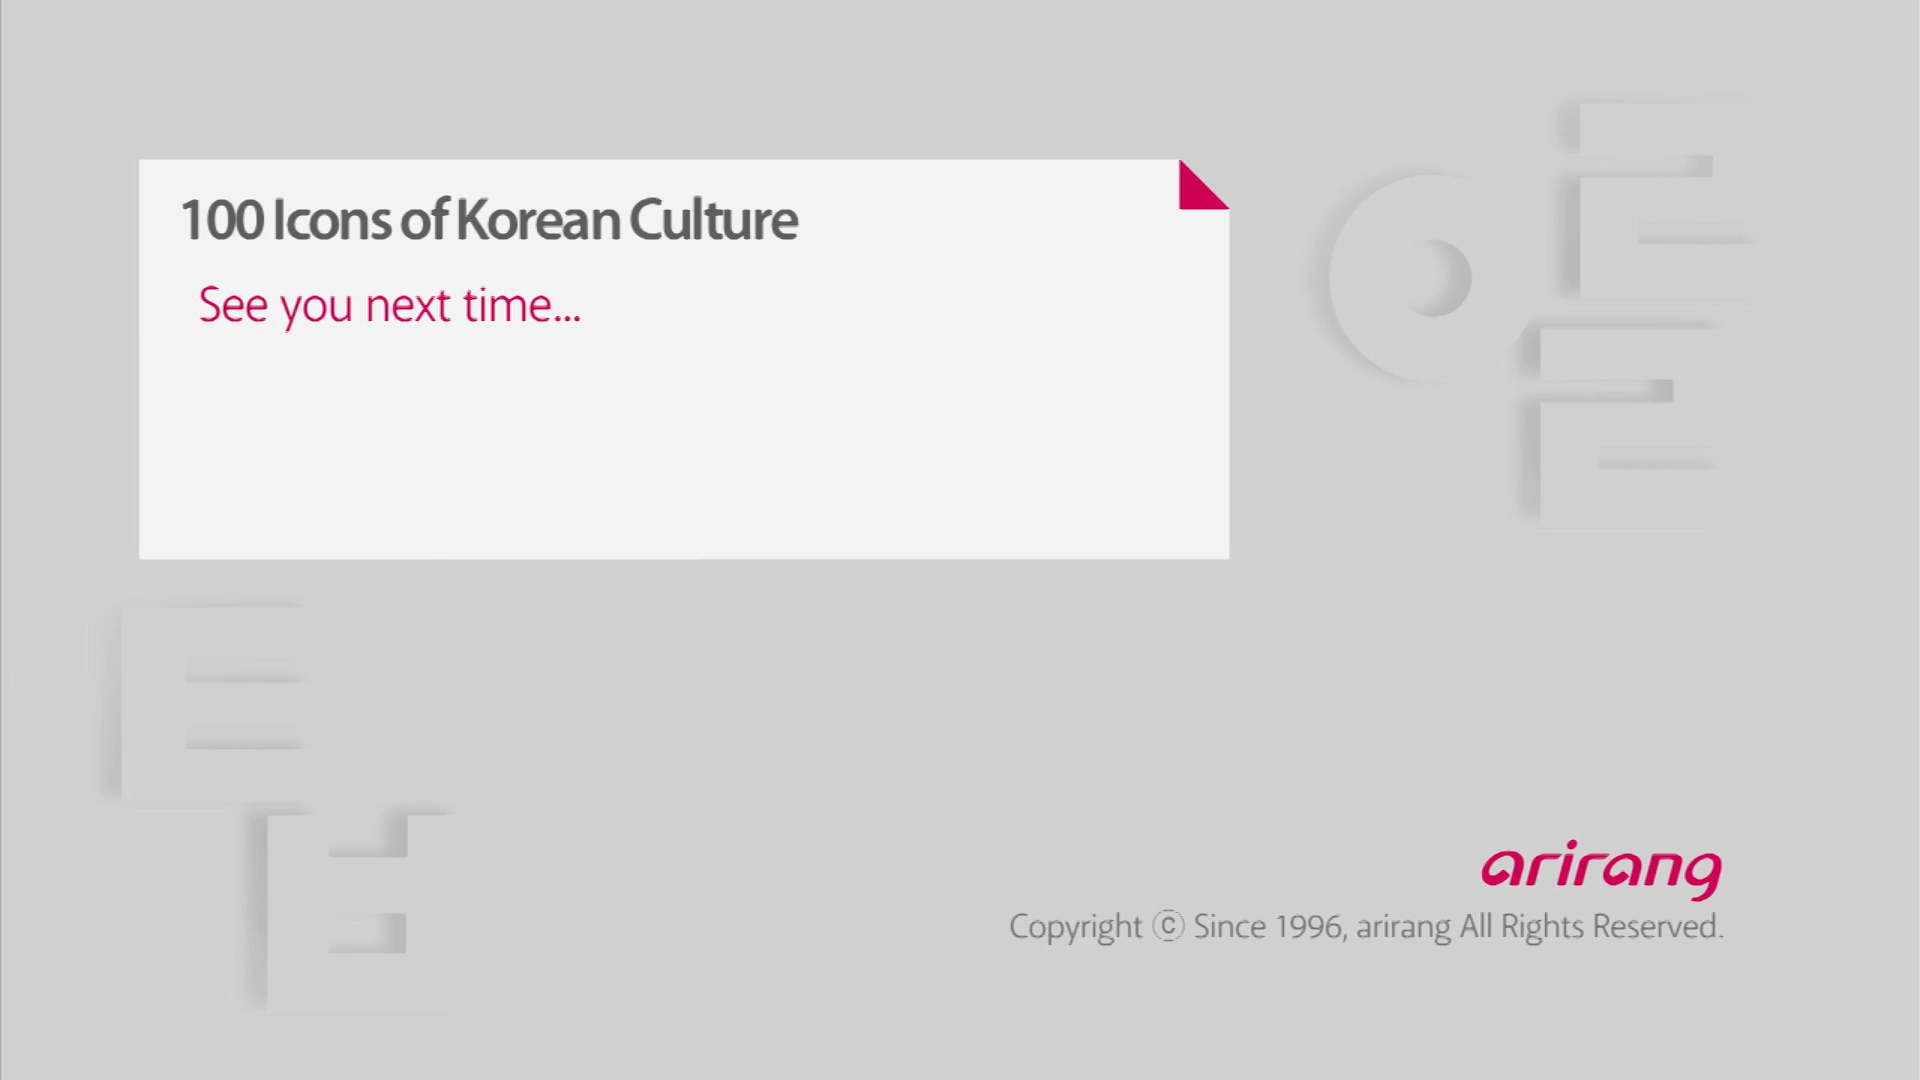 100 Icons of Korean Culture
See you next time...
arirang
Copyright ⓒ Since 1996, arirang All Rights Reserved.